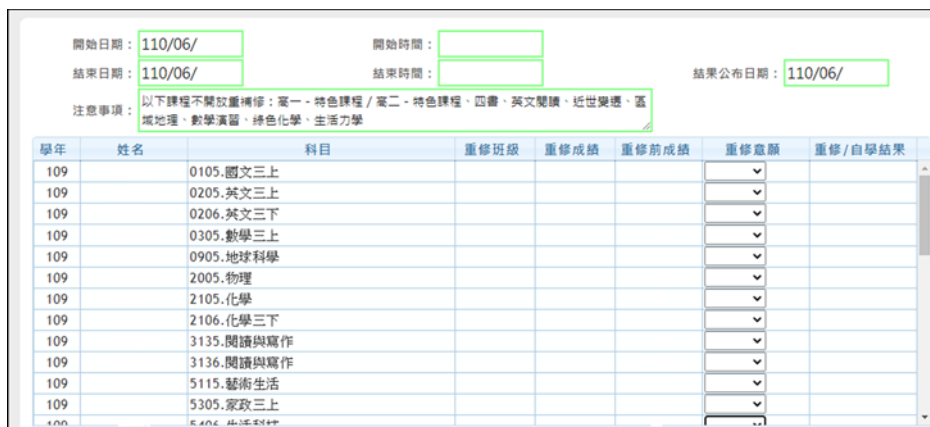 開始日期：110/06/ 開始時間：
結束日期：110/06/ 結束時間： 結果公布日期：110/06/
注意事項：以下課程不開放重補修：高一-特色課程 / 高二-特色課程、四書、英文閱讀、近世變遷、區
域地理、數學演習、綠色化學、生活力學
學年 姓名 科目 重修班級 重修成績 重修前成績 重修意願 重修/自學結果
109 0105.國文三上
109 0205.英文三上
109 0206.英文三下
109 0305.數學三上
109 0905.地球科學
109 2005.物理
109 2105.化學
109 2106.化學三下
109 3135.閱讀與寫作
109 3136.閱讀與寫作
109 5115.藝術生活
109 5305.家政三上
109 5406.生活科技